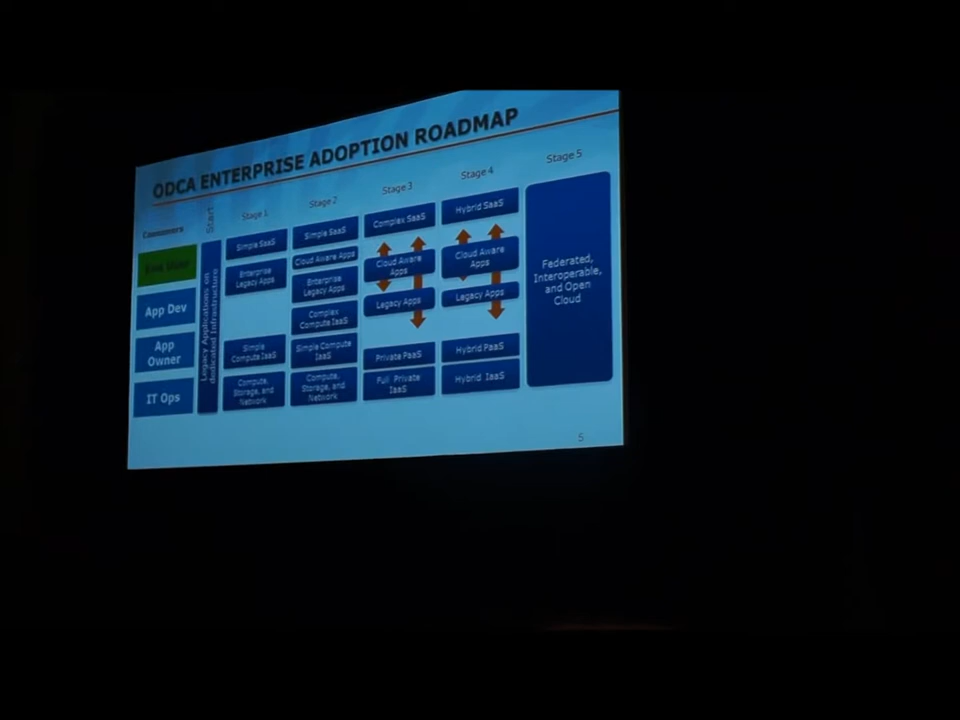 ODCA ENTERPRISE ADOPTION ROADMAP
Consumers
Start
Stage 1
Stage 2
Stage 3
Stage 4
Stage 5
End User
App Dev
App
Owner
IT Ops
Legacy Applications on
dedicated Infrastructure
Simple SaaS
Enterprise
Legacy Apps
Simple
Compute IaaS
Compute,
Storage, and
Network
Simple SaaS
Cloud Aware Apps
Enterprise
Legacy Apps
Complex
Compute IaaS
Simple Compute
IaaS
Compute,
Storage, and
Network
Complex SaaS
Cloud Aware
Apps
Legacy Apps
Private PaaS
Full Private
IaaS
Hybrid SaaS
Cloud Aware
Apps
Legacy Apps
Hybrid PaaS
Hybrid IaaS
Federated,
Interoperable,
and Open
Cloud
5